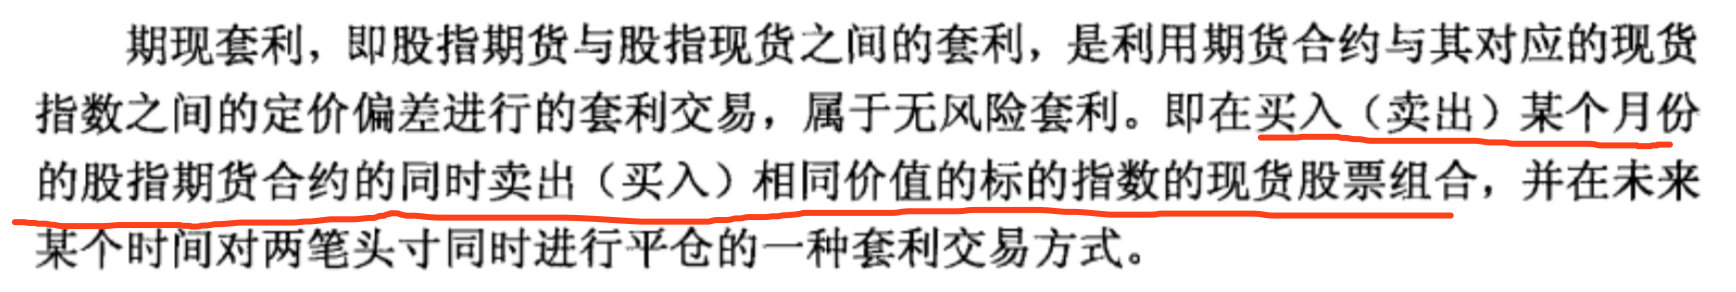 期现套利，即股指期货与股指现货之间的套利，是利用期货合约与其对应的现货
指数之间的定价偏差进行的套利交易，属于无风险套利。即在买入（卖出）某个月份
的股指期货合约的同时卖出（买入）相同价值的标的指数的现货股票组合，并在未来
某个时间对两笔头寸同时进行平仓的一种套利交易方式。